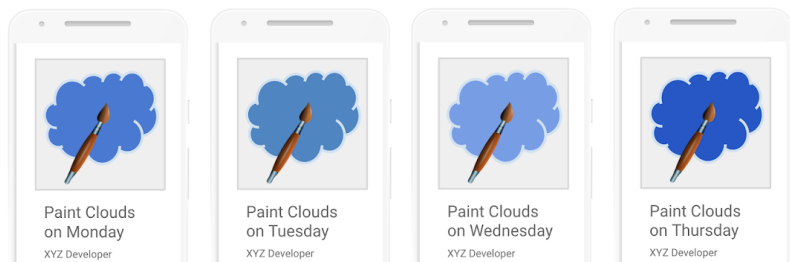 Paint Clouds
on Monday
XYZ Developer
Paint Clouds
on Tuesday
XYZ Developer
Paint Clouds
on Wednesday
XYZ Developer
Paint Clouds
on Thursday
XYZ Developer